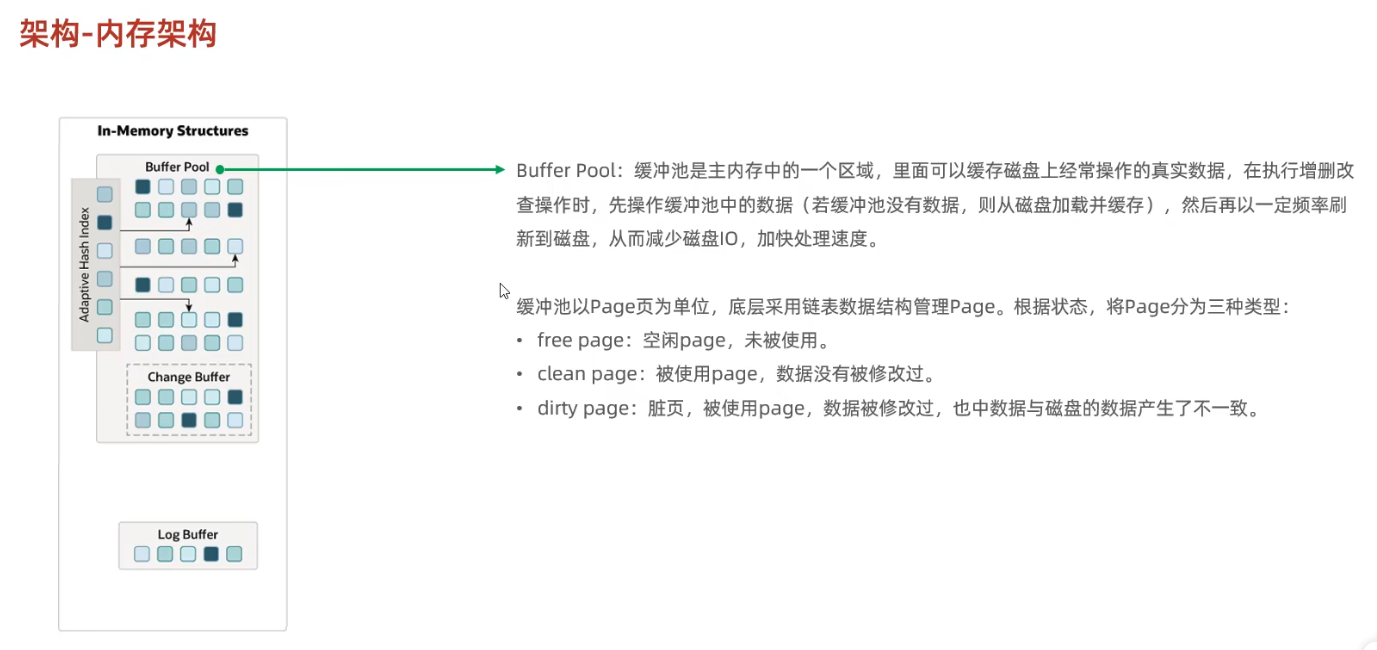 架构-内存架构
In-Memory Structures
Buffer Pool
Adaptive Hash Index
Change Buffer
Log Buffer
Buffer Pool：缓冲池是主内存中的一个区域，里面可以缓存磁盘上经常操作的真实数据，在执行增删改
查操作时，先操作缓冲池中的数据（若缓冲池没有数据，则从磁盘加载并缓存），然后再以一定频率刷
新到磁盘，从而减少磁盘IO，加快处理速度。
缓冲池以Page页为单位，底层采用链表数据结构管理Page。根据状态，将Page分为三种类型：
• free page：空闲page，未被使用。
• clean page：被使用page，数据没有被修改过。
• dirty page：脏页，被使用page，数据被修改过，也中数据与磁盘的数据产生了不一致。